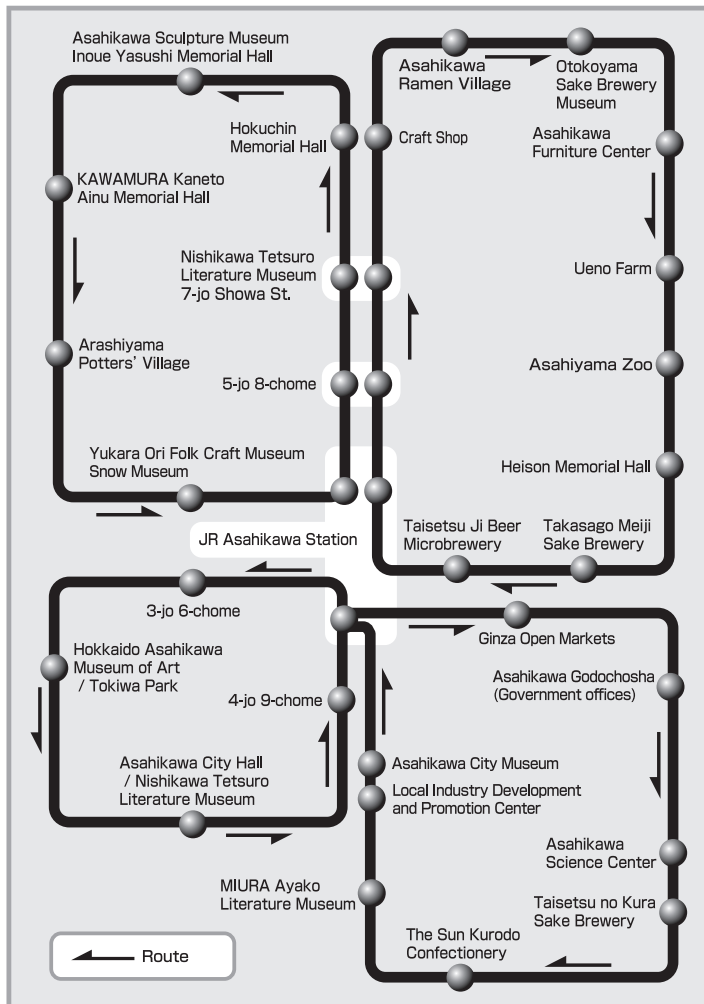 Asahikawa Sculpture Museum
Inoue Yasushi Memorial Hall
Hokuchin
Memorial Hall
KAWAMURA Kaneto
Ainu Memorial Hall
Nishikawa Tetsuro
Literature Museum
7-jo Showa St.
Arashiyama
Potters' Village
5-jo 8-chome
Yukara Ori Folk Craft Museum
Snow Museum
Asahikawa
Ramen Village
Otokoyama
Sake Brewery
Museum
Craft Shop
Asahikawa
Furniture Center
Ueno Farm
Asahiyama Zoo
Heison Memorial Hall
Taisetsu Ji Beer
Microbrewery
Takasago Meiji
Sake Brewery
JR Asahikawa Station
3-jo 6-chome
Hokkaido Asahikawa
Museum of Art
/ Tokiwa Park
4-jo 9-chome
Asahikawa City Hall
/ Nishikawa Tetsuro
Literature Museum
Ginza Open Markets
Asahikawa Godochosha
(Government offices)
Asahikawa City Museum
Local Industry Development
and Promotion Center
Asahikawa
Science Center
MIURA Ayako
Literature Museum
Taisetsu no Kura
Sake Brewery
The Sun Kurodo
Confectionery
Route